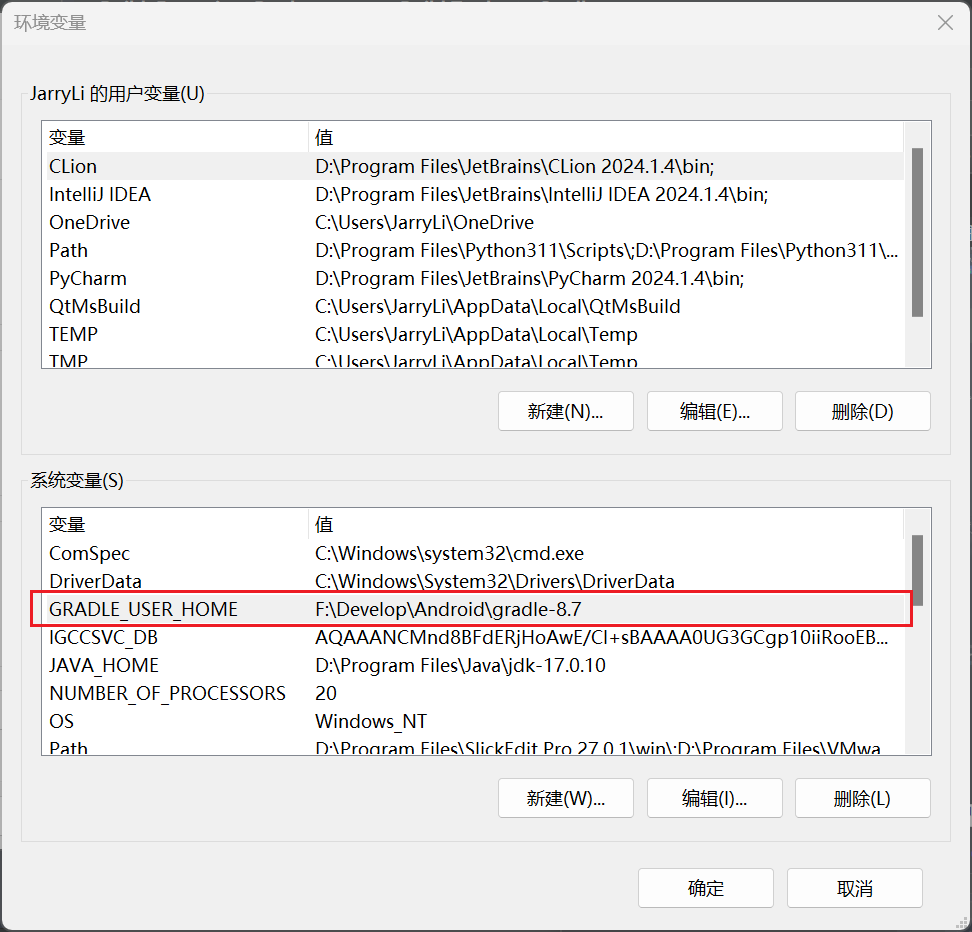 环境变量
JarryLi 的用户变量(U)
变量 值
CLion D:\Program Files\JetBrains\CLion 2024.1.4\bin;
IntelliJ IDEA D:\Program Files\JetBrains\IntelliJ IDEA 2024.1.4\bin;
OneDrive C:\Users\JarryLi\OneDrive
Path D:\Program Files\Python311\Scripts\;D:\Program Files\Python311\...
PyCharm D:\Program Files\JetBrains\PyCharm 2024.1.4\bin;
QtMsBuild C:\Users\JarryLi\AppData\Local\QtMsBuild
TEMP C:\Users\JarryLi\AppData\Local\Temp
TMP C:\Users\JarryLi\AppData\Local\Temp
新建(N)... 编辑(E)... 删除(D)
系统变量(S)
变量 值
ComSpec C:\Windows\system32\cmd.exe
DriverData C:\Windows\System32\Drivers\DriverData
GRADLE_USER_HOME F:\Develop\Android\gradle-8.7
IGCCSVC_DB AQAAANCMnd8BFdERjHoAwE/Cl+sBAAAA0UG3GCgp10iiRooEB...
JAVA_HOME D:\Program Files\Java\jdk-17.0.10
NUMBER_OF_PROCESSORS 20
OS Windows_NT
Path D:\Program Files\SlickEdit Pro 27.0.1\win\;D:\Program Files\VMwa
新建(W)... 编辑(I)... 删除(L)
确定 取消